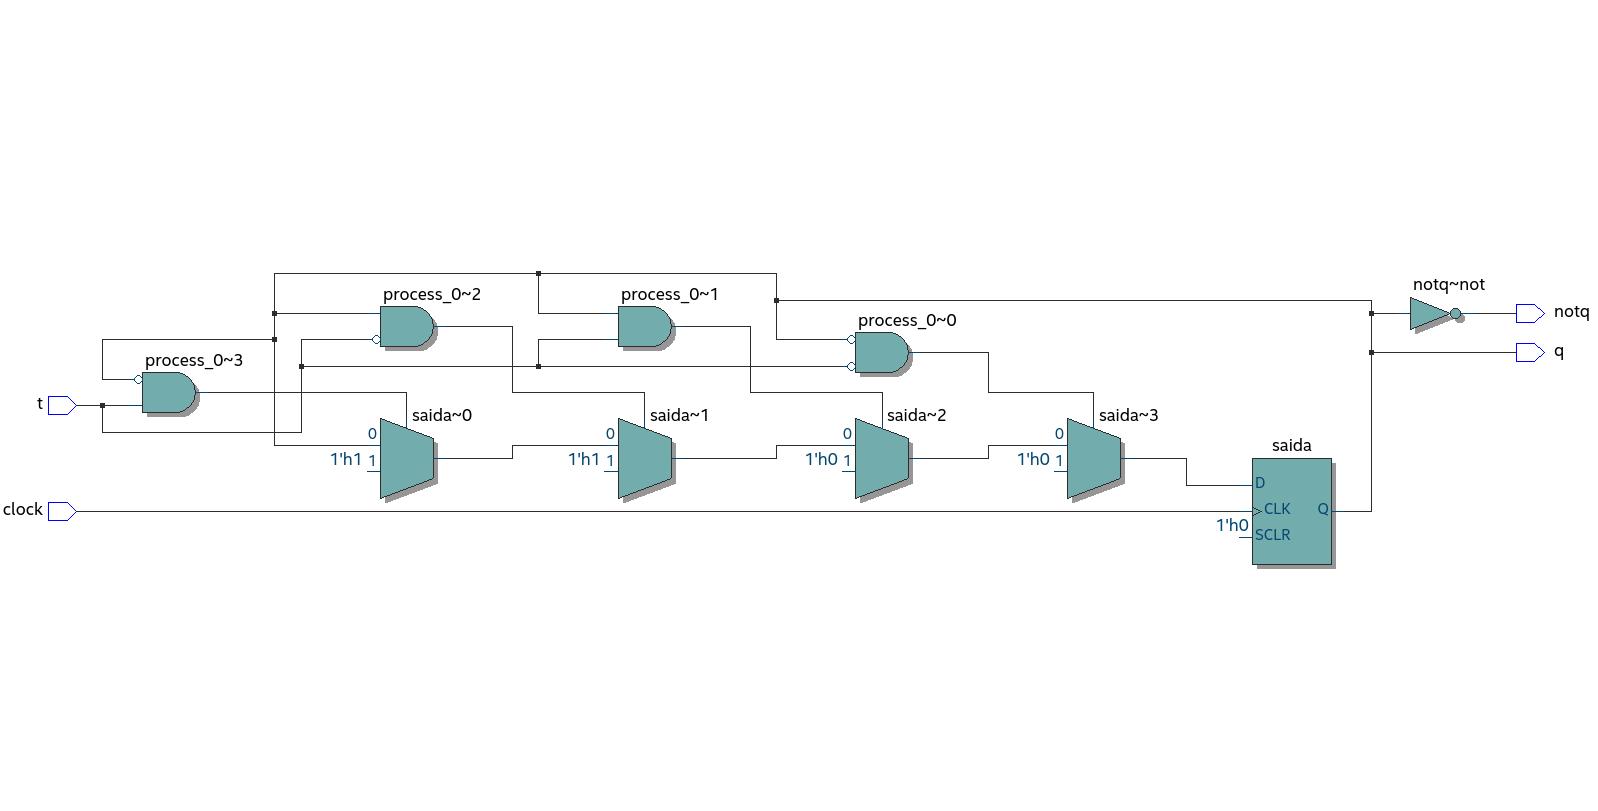 notq~not
process_0~2
process_0~1
notq
process_0~0
q
process_0~3
t
saida~0
saida~1
saida~2
saida~3
0
0
0
0
saida
1'h1 1
1'h1 1
1'h0 1
1'h0 1
D
clock
CLK
Q
1'h0
SCLR